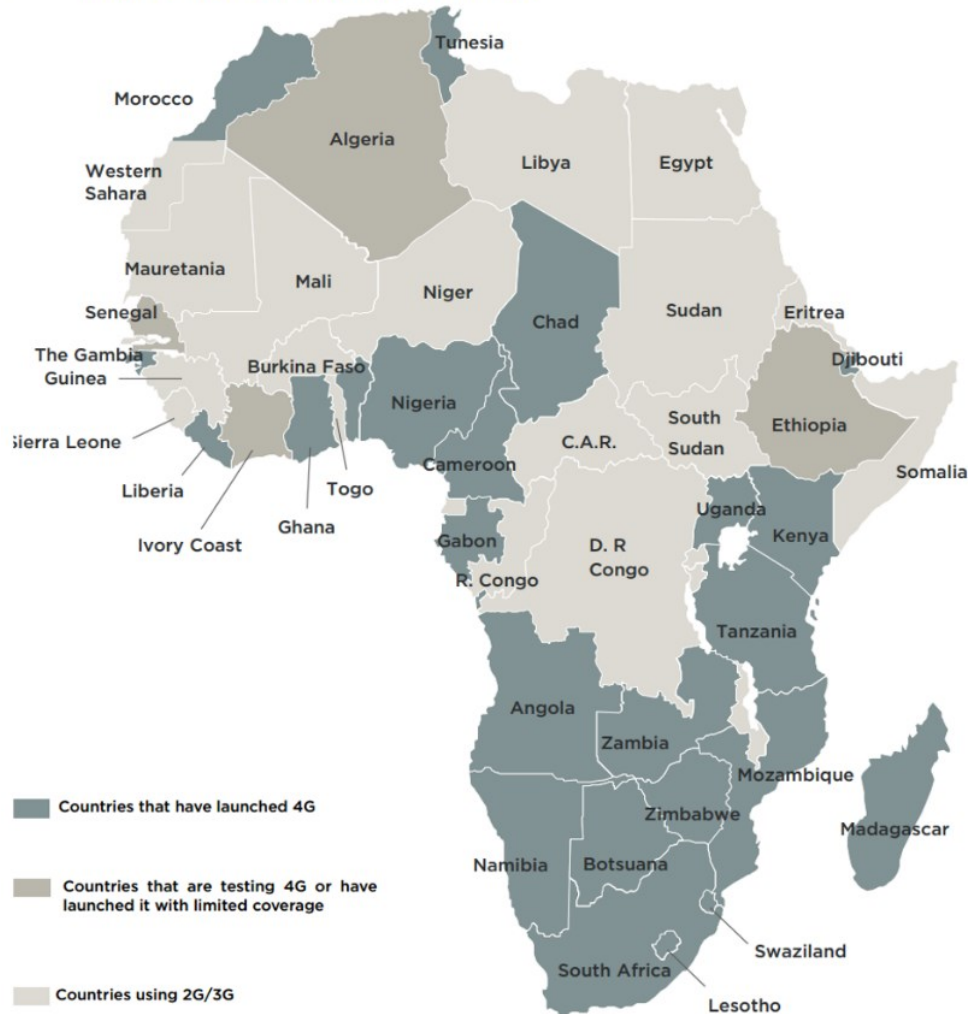 Tunesia
Morocco
Algeria
Libya
Egypt
Western
Sahara
Mauretania
Mali
Niger
Chad
Sudan
Eritrea
Senegal
The Gambia
Guinea
Burkina Faso
Nigeria
Djibouti
South
Sudan
Ethiopia
C.A.R.
Sierra Leone
Cameroon
Somalia
Liberia
Togo
Ghana
Ivory Coast
Uganda
Kenya
Gabon
D. R
Congo
R. Congo
Tanzania
Angola
Zambia
Mozambique
Zimbabwe
Madagascar
Namibia
Botsuana
Swaziland
South Africa
Lesotho
Countries that have launched 4G
Countries that are testing 4G or have
launched it with limited coverage
Countries using 2G/3G